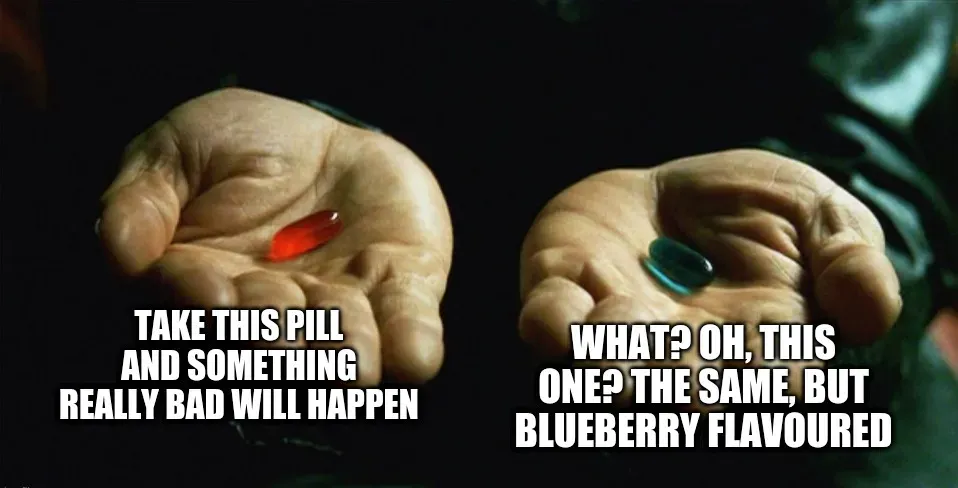 TAKE THIS PILL
AND SOMETHING
REALLY BAD WILL HAPPEN
WHAT? OH, THIS
ONE? THE SAME, BUT
BLUEBERRY FLAVOURED